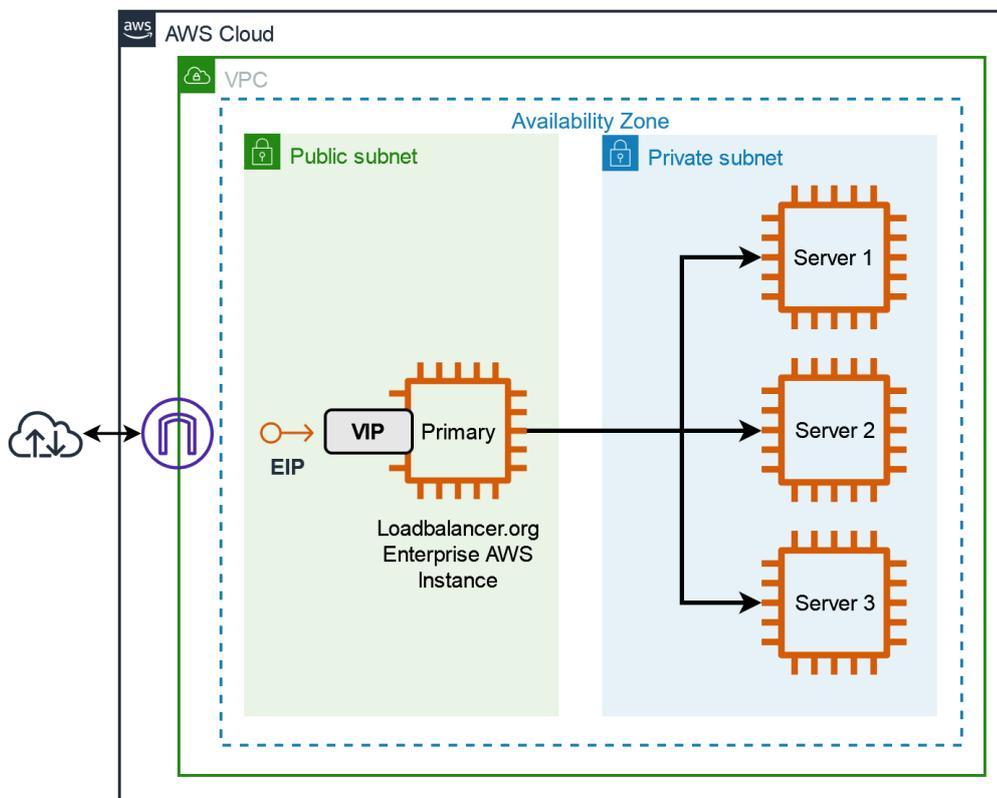 aws
AWS Cloud
VPC
Availability Zone
Public subnet
Private subnet
Server 1
EIP
VIP
Primary
Server 2
Loadbalancer.org
Enterprise AWS
Instance
Server 3